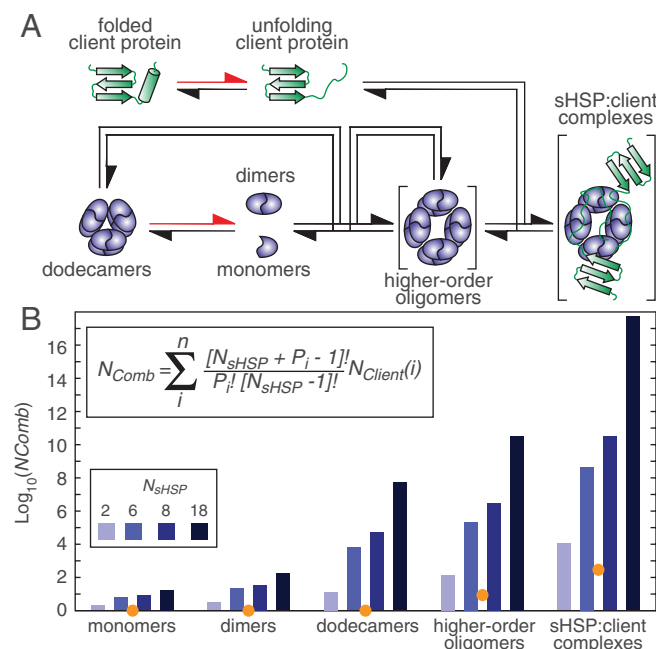 A
folded
client protein
unfolding
client protein
sHSP:client
complexes
dimers
dodecamers
monomers
higher-order
oligomers
B
N_Comb = ∑ n i [N_sHSP + P_i - 1]! / P_i! [N_sHSP -1]! N_Client(i)
Log10(NComb)
16
14
12
10
8
6
4
2
0
N_sHSP
2 6 8 18
monomers
dimers
dodecamers
higher-order
oligomers
sHSP:client
complexes